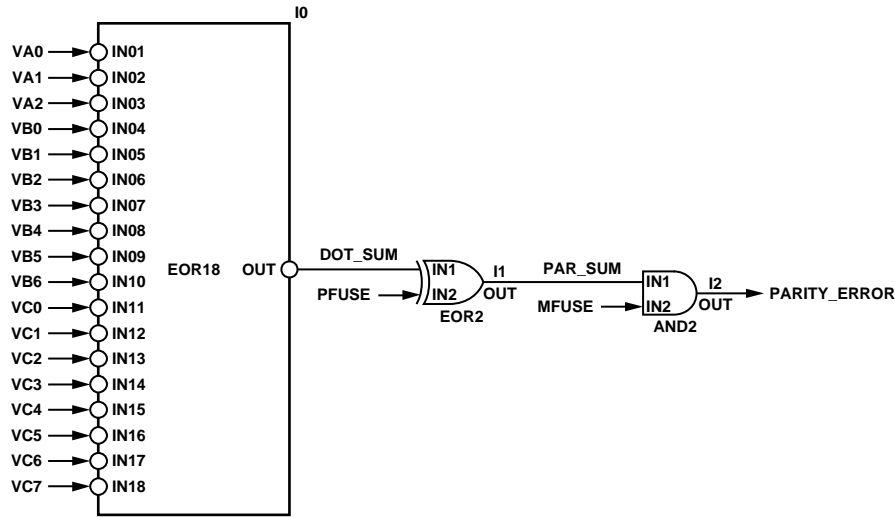 I0
VA0 IN01
VA1 IN02
VA2 IN03
VB0 IN04
VB1 IN05
VB2 IN06
VB3 IN07
VB4 IN08
VB5 IN09
VB6 IN10
VC0 IN11
VC1 IN12
VC2 IN13
VC3 IN14
VC4 IN15
VC5 IN16
VC6 IN17
VC7 IN18
EOR18 OUT
DOT_SUM
PFUSE
IN1
IN2
I1
OUT
EOR2
PAR_SUM
MFUSE
IN1
IN2
I2
OUT
AND2
PARITY_ERROR